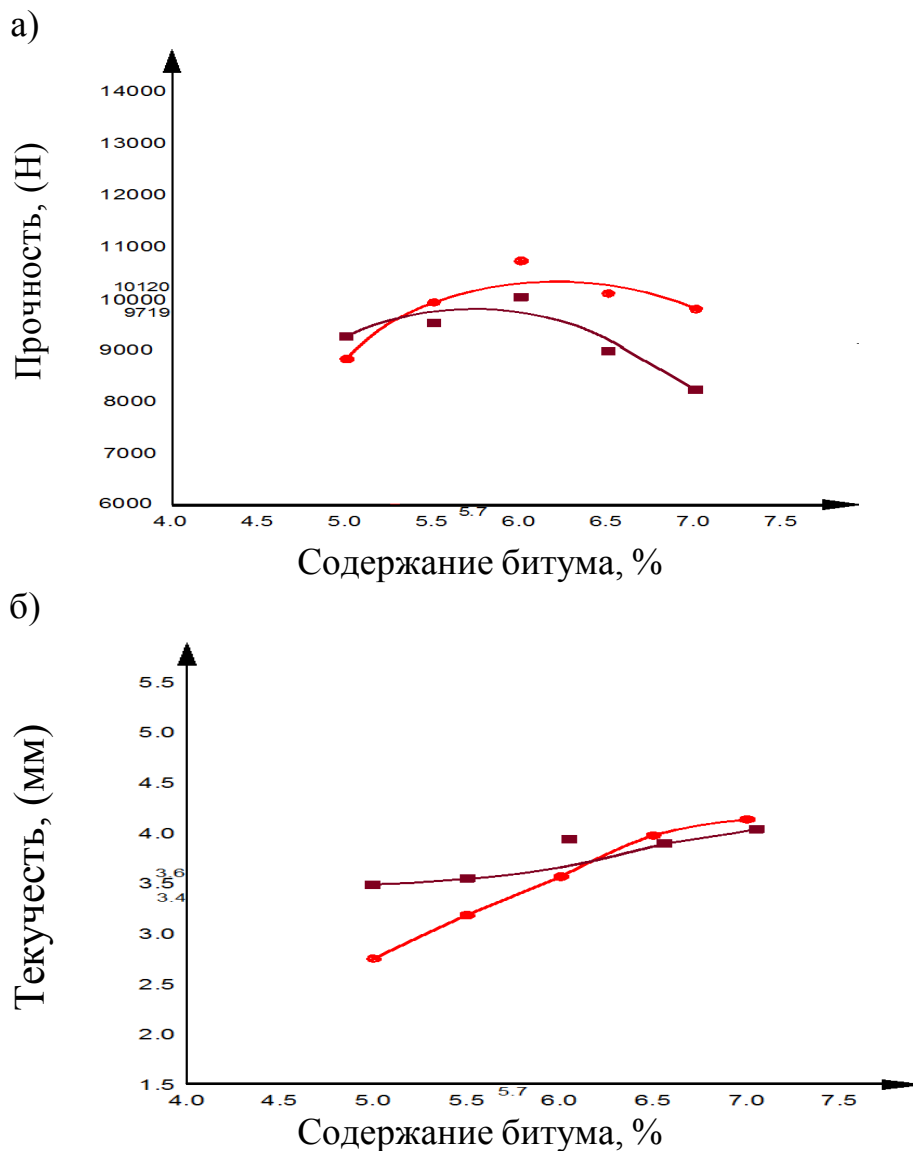 а)
Прочность, (Н)
14000
13000
12000
11000
10120
10000
9719
9000
8000
7000
6000
4.0 4.5 5.0 5.5 5.7 6.0 6.5 7.0 7.5
Содержание битума, %
б)
Текучесть, (мм)
5.5
5.0
4.5
4.0
3.6
3.5
3.4
3.0
2.5
2.0
1.5
4.0 4.5 5.0 5.5 5.7 6.0 6.5 7.0 7.5
Содержание битума, %